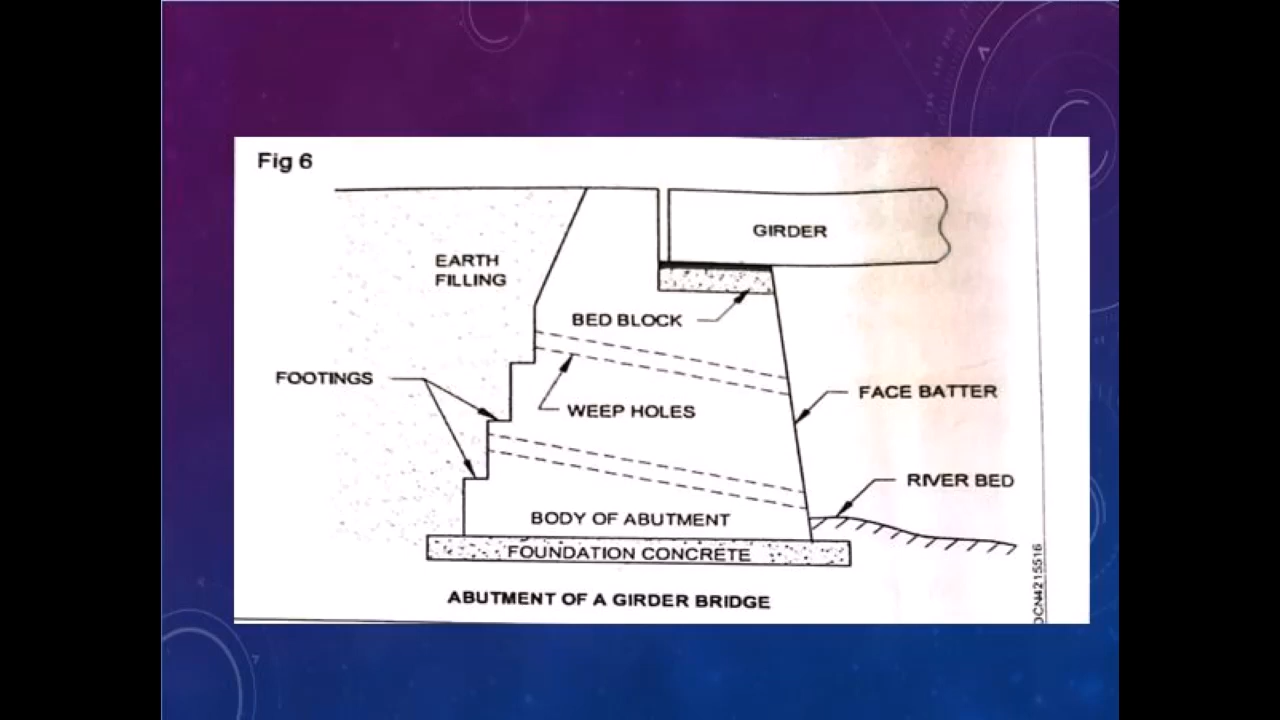 Fig 6
GIRDER
EARTH
FILLING
BED BLOCK
FOOTINGS
WEEP HOLES
FACE BATTER
RIVER BED
BODY OF ABUTMENT
FOUNDATION CONCRETE
ABUTMENT OF A GIRDER BRIDGE
DCN4215516